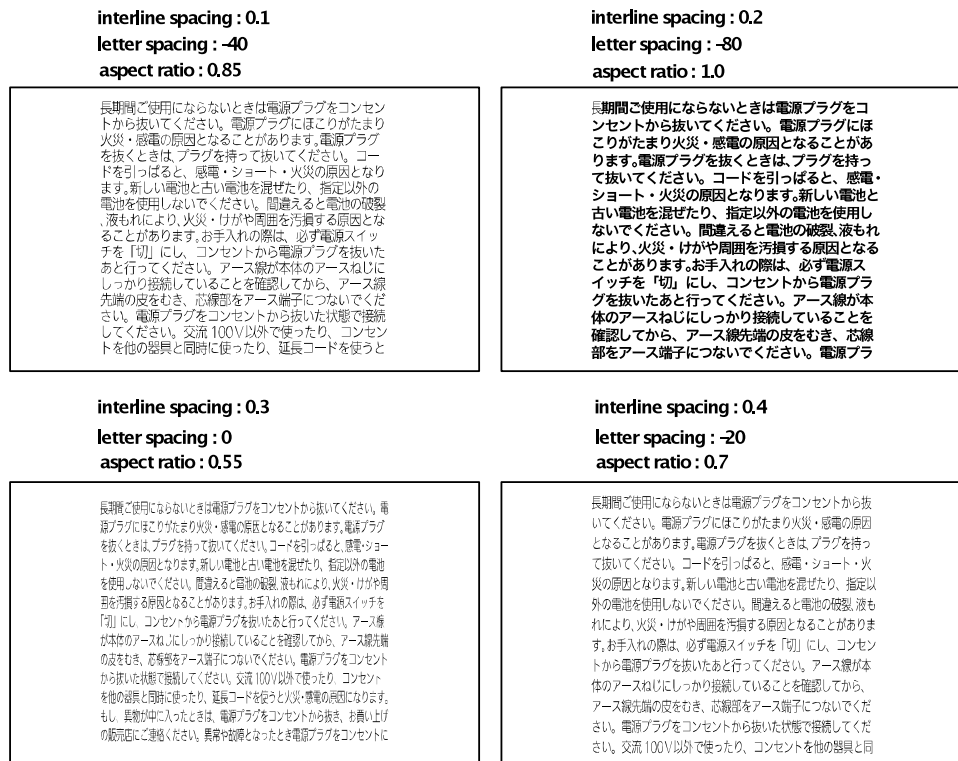 interline spacing : 0.1
letter spacing : -40
aspect ratio : 0.85
長期間ご使用にならないときは電源プラグをコンセン
トから抜いてください。電源プラグにほこりがたまり
火災・感電の原因となることがあります。電源プラグ
を抜くときは、プラグを持って抜いてください。コー
ドを引っぱると、感電・ショート・火災の原因となり
ます。新しい電池と古い電池を混ぜたり、指定以外の
電池を使用しないでください。間違えると電池の破裂
、液もれにより、火災・けがや周囲を汚損する原因とな
ることがあります。お手入れの際は、必ず電源スイッ
チを「切」にし、コンセントから電源プラグを抜いた
あと行ってください。アース線が本体のアースねじに
しっかり接続していることを確認してから、アース線
先端の皮をむき、芯線部をアース端子につないでくだ
さい。電源プラグをコンセントから抜いた状態で接続
してください。交流100V以外で使ったり、コンセン
トを他の器具と同時に使ったり、延長コードを使うと
interline spacing : 0.2
letter spacing : -80
aspect ratio : 1.0
長期間ご使用にならないときは電源プラグをコ
ンセントから抜いてください。電源プラグにほ
こりがたまり火災・感電の原因となることがあ
ります。電源プラグを抜くときは、プラグを持っ
て抜いてください。コードを引っぱると、感電・
ショート・火災の原因となります。新しい電池と
古い電池を混ぜたり、指定以外の電池を使用し
ないでください。間違えると電池の破裂、液もれ
により、火災・けがや周囲を汚損する原因となる
ことがあります。お手入れの際は、必ず電源ス
イッチを「切」にし、コンセントから電源プラ
グを抜いたあと行ってください。アース線が本
体のアースねじにしっかり接続していることを
確認してから、アース線先端の皮をむき、芯線
部をアース端子につないでください。電源プラ
interline spacing : 0.3
letter spacing : 0
aspect ratio : 0.55
長期間ご使用にならないときは電源プラグをコンセントから抜いてください。電
源プラグにほこりがたまり火災・感電の原因となることがあります。電源プラグ
を抜くときは、プラグを持って抜いてください。コードを引っぱると、感電・ショー
ト・火災の原因となります。新しい電池と古い電池を混ぜたり、指定以外の電池
を使用しないでください。間違えると電池の破裂、液もれにより、火災・けがや周
囲を汚損する原因となることがあります。お手入れの際は、必ず電源スイッチを
「切」にし、コンセントから電源プラグを抜いたあと行ってください。アース線
が本体のアースねじにしっかり接続していることを確認してから、アース線先端
の皮をむき、芯線部をアース端子につないでください。電源プラグをコンセント
から抜いた状態で接続してください。交流100V以外で使ったり、コンセント
を他の器具と同時に使ったり、延長コードを使うと火災・感電の原因になります。
もし、異物が中に入ったときは、電源プラグをコンセントから抜き、お買い上げ
の販売店にご連絡ください。異常や故障となったとき電源プラグをコンセントに
interline spacing : 0.4
letter spacing : -20
aspect ratio : 0.7
長期間ご使用にならないときは電源プラグをコンセントから抜
いてください。電源プラグにほこりがたまり火災・感電の原因
となることがあります。電源プラグを抜くときは、プラグを持っ
て抜いてください。コードを引っぱると、感電・ショート・火
災の原因となります。新しい電池と古い電池を混ぜたり、指定以
外の電池を使用しないでください。間違えると電池の破裂、液も
れにより、火災・けがや周囲を汚損する原因となることがありま
す。お手入れの際は、必ず電源スイッチを「切」にし、コンセン
トから電源プラグを抜いたあと行ってください。アース線が本
体のアースねじにしっかり接続していることを確認してから、
アース線先端の皮をむき、芯線部をアース端子につないでくだ
さい。電源プラグをコンセントから抜いた状態で接続してくだ
さい。交流100V以外で使ったり、コンセントを他の器具と同